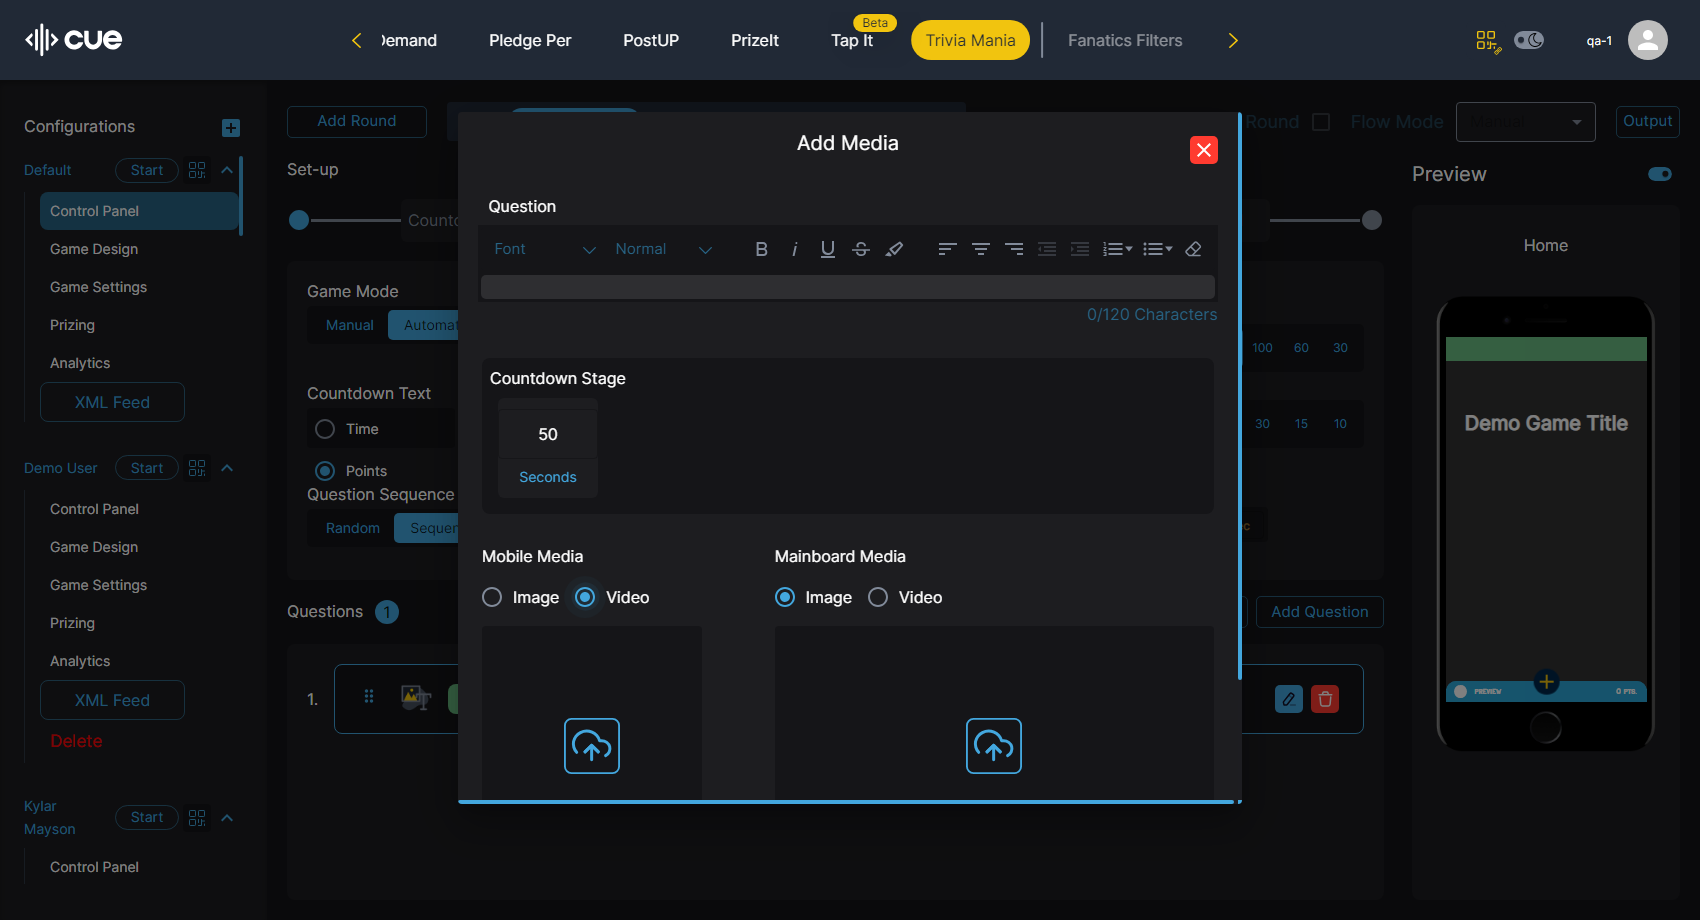 cue
Demand
Pledge Per
PostUP
PrizeIt
Tap It
Beta
Trivia Mania
Fanatics Filters
qa-1
Configurations
Default
Start
Control Panel
Game Design
Game Settings
Prizing
Analytics
XML Feed
Demo User
Start
Control Panel
Game Design
Game Settings
Prizing
Analytics
XML Feed
Delete
Kylar
Mayson
Start
Control Panel
Add Round
Round
Flow Mode
Output
Set-up
Game Mode
Manual
Countdown Text
Time
Points
Question Sequence
Random
Questions
1
Add Question
1.
100 60 30
30 15 10
Add Media
Question
Font
Normal
B i U S
0/120 Characters
Countdown Stage
50
Seconds
Mobile Media
Image
Video
Mainboard Media
Image
Video
Preview
Home
Demo Game Title
PREVIEW
0 PTS.